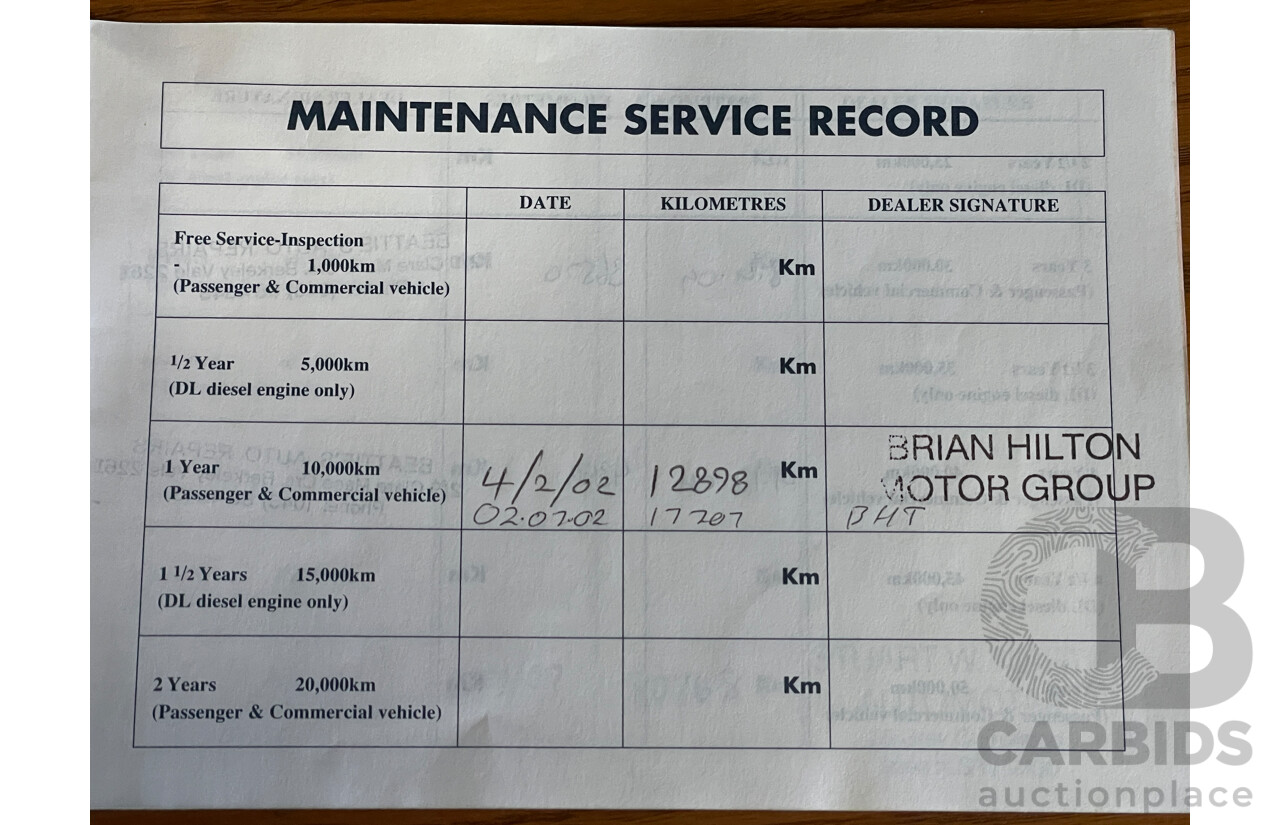 MAINTENANCE SERVICE RECORD
DATE KILOMETRES DEALER SIGNATURE
Free Service-Inspection
- 1,000km Km
(Passenger & Commercial vehicle)
1/2 Year 5,000km Km
(DL diesel engine only)
BRIAN HILTON
1 Year 10,000km 4/2/02 12898 Km
MOTOR GROUP
(Passenger & Commercial vehicle)
02.07.02 17207 BHT
1 1/2 Years 15,000km Km
(DL diesel engine only)
2 Years 20,000km Km
(Passenger & Commercial vehicle)
CB
CARBIDS
auctionplace